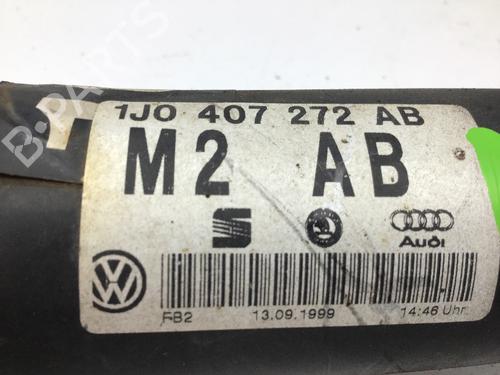 B-PARTS
1J0 407 272 AB
M2 AB
Audi
FB2 13.09.1999 14:46 Uhr